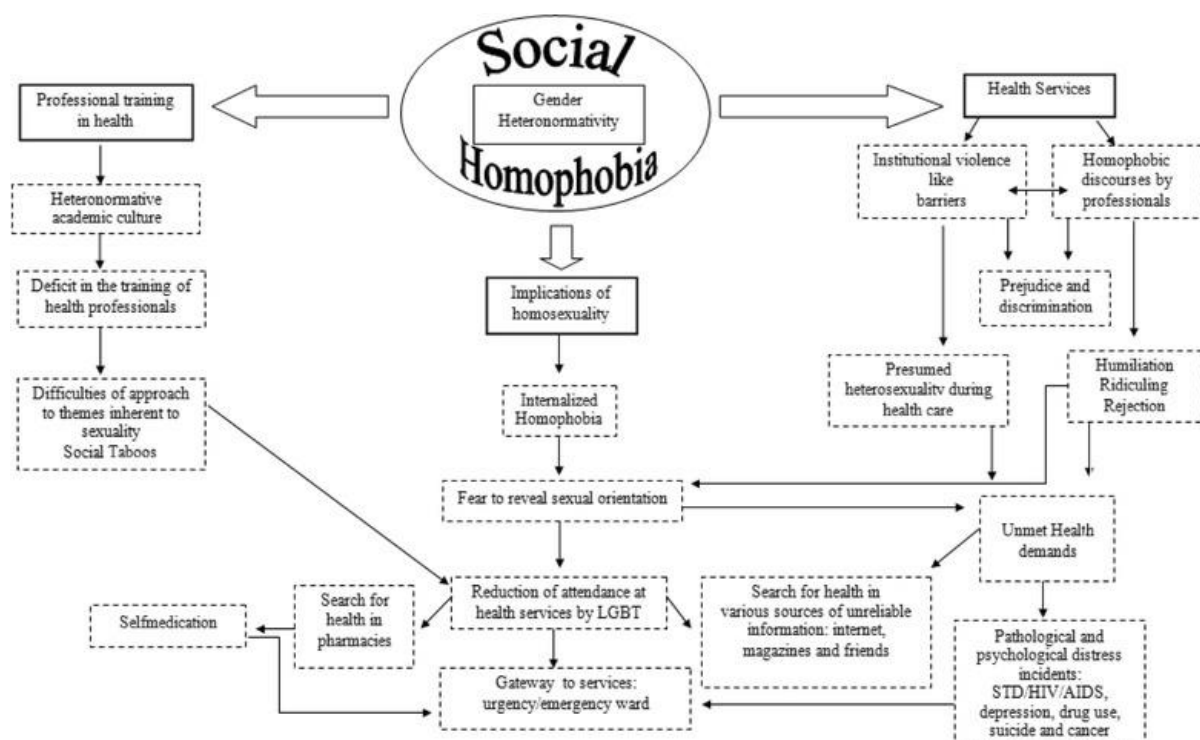 Social
Gender
Heteronormativity
Homophobia
Professional training
in health
Heteronormative
academic culture
Deficit in the training of
health professionals
Difficulties of approach
to themes inherent to
sexuality
Social Taboos
Implications of
homosexuality
Internalized
Homophobia
Fear to reveal sexual orientation
Reduction of attendance at
health services by LGBT
Search for
health in
pharmacies
Selfmedication
Gateway to services:
urgency/emergency ward
Health Services
Institutional violence
like
barriers
Homophobic
discourses by
professionals
Prejudice and
discrimination
Presumed
heterosexuality during
health care
Humiliation
Ridiculing
Rejection
Unmet Health
demands
Search for health in
various sources of unreliable
information: internet,
magazines and friends
Pathological and
psychological distress
incidents:
STD/HIV/AIDS,
depression, drug use,
suicide and cancer